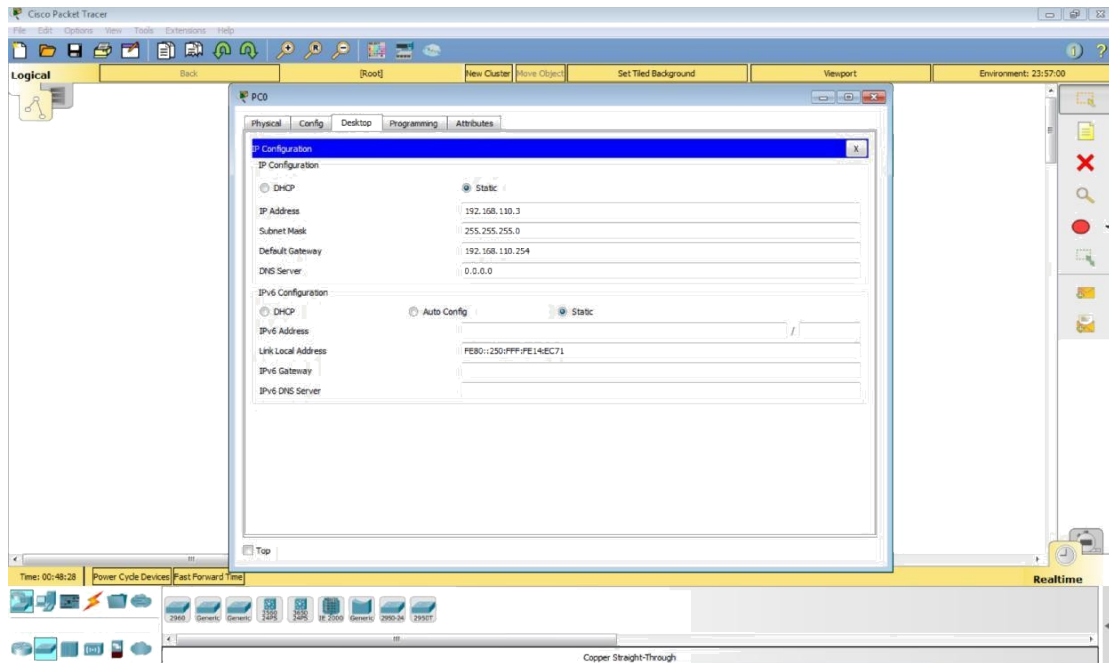 Cisco Packet Tracer
File Edit Options View Tools Extensions Help
Logical Back [Root] New Cluster Move Object Set Tiled Background Viewport Environment: 23:57:00
PC0
Physical Config Desktop Programming Attributes
IP Configuration X
IP Configuration
DHCP Static
IP Address 192.168.110.3
Subnet Mask 255.255.255.0
Default Gateway 192.168.110.254
DNS Server 0.0.0.0
IPv6 Configuration
DHCP Auto Config Static
IPv6 Address /
Link Local Address FE80::250:FFF:FE14:EC71
IPv6 Gateway
IPv6 DNS Server
Top
Time: 00:48:28 Power Cycle Devices Fast Forward Time Realtime
2960 Generic Generic IE 2000 Generic 2950-24 2950T
Copper Straight-Through